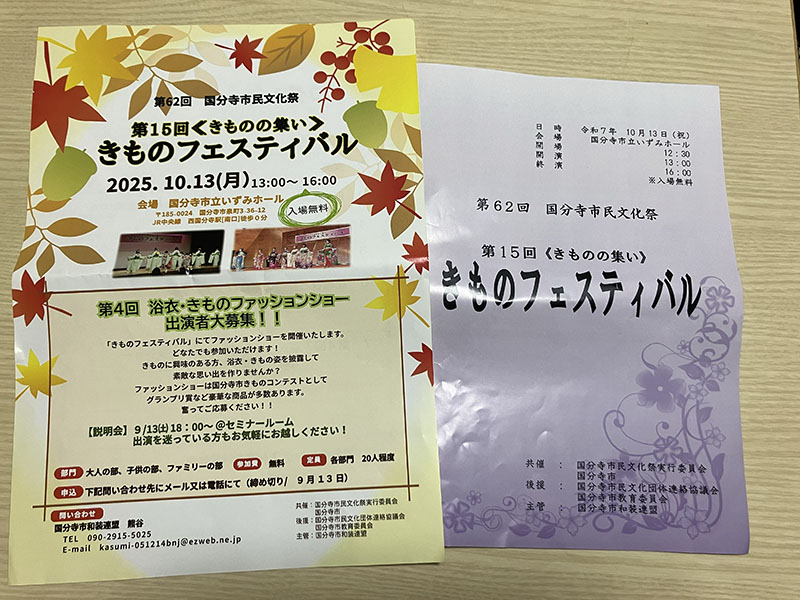 第62回 国分寺市民文化祭
第15回≪きものの集い≫
きものフェスティバル
2025. 10.13(月) 13:00～ 16:00
会場 国分寺市立いずみホール
〒185-0024 国分寺市泉町3-36-12
JR中央線 西国分寺駅(南口)徒歩0分
入場無料
第4回 浴衣・きものファッションショー
出演者大募集！！
「きものフェスティバル」にてファッションショーを開催いたします。
どなたでも参加いただけます！
きものに興味のある方、浴衣・きもの姿を披露して
素敵な思い出を作りませんか？
ファッションショーは国分寺市きものコンテストとして
グランプリ賞など豪華な商品が多数あります。
奮ってご応募ください！！
【説明会】 9/13(土)18：00～ @セミナールーム
出演を迷っている方もお気軽にお越しください！
部門 大人の部、子供の部、ファミリーの部 参加費 無料 定員 各部門 20人程度
申込 下記問い合わせ先にメール又は電話にて（締め切り/ 9月13日）
問い合わせ
国分寺市和装連盟 熊谷
TEL 090-2915-5025
E-mail kasumi-051214bnj@ezweb.ne.jp
共催：国分寺市民文化祭実行委員会
国分寺市
後援：国分寺市民文化団体連絡協議会
国分寺市教育委員会
主管：国分寺市和装連盟
日 時 令和7年 10月13日（祝）
会 場 国分寺市立いずみホール
開 場 12：30
開 演 13：00
終 演 16：00
※入場無料
第62回 国分寺市民文化祭
第15回《きものの集い》
きものフェスティバル
共催 ： 国分寺市民文化祭実行委員会
国分寺市
後援 ： 国分寺市民文化団体連絡協議会
国分寺市教育委員会
主管 ： 国分寺市和装連盟